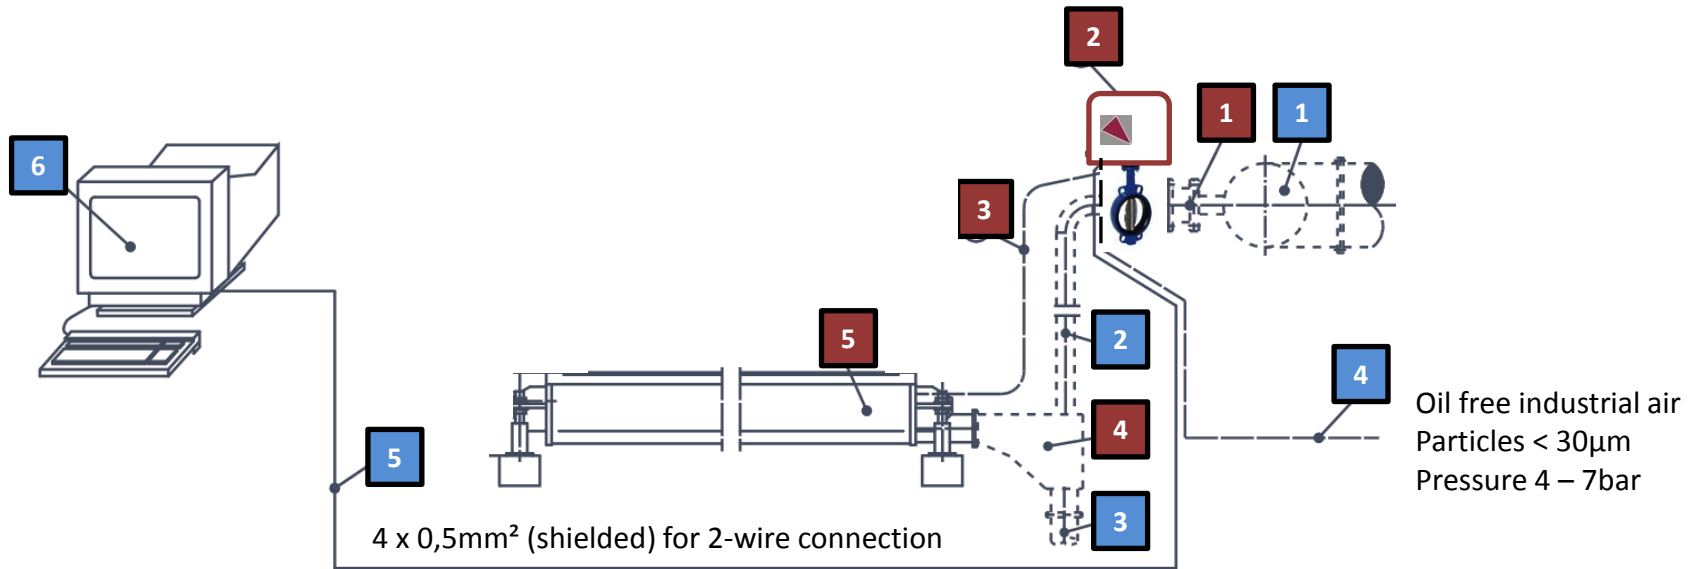 2
1
1
6
3
5
2
4
Oil free industrial air
Particles < 30µm
Pressure 4 – 7bar
4
5
3
4 x 0,5mm² (shielded) for 2-wire connection